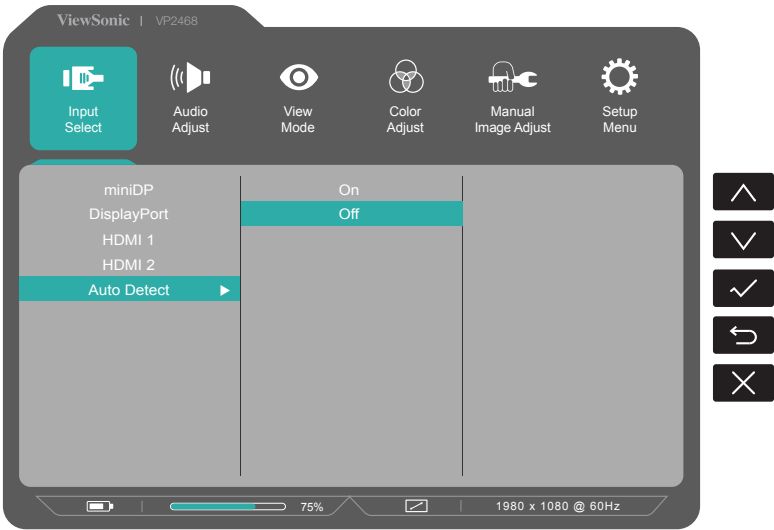 ViewSonic | VP2468
Input
Select
Audio
Adjust
View
Mode
Color
Adjust
Manual
Image Adjust
Setup
Menu
miniDP
DisplayPort
HDMI 1
HDMI 2
Auto Detect
On
Off
75%
1980 x 1080 @ 60Hz